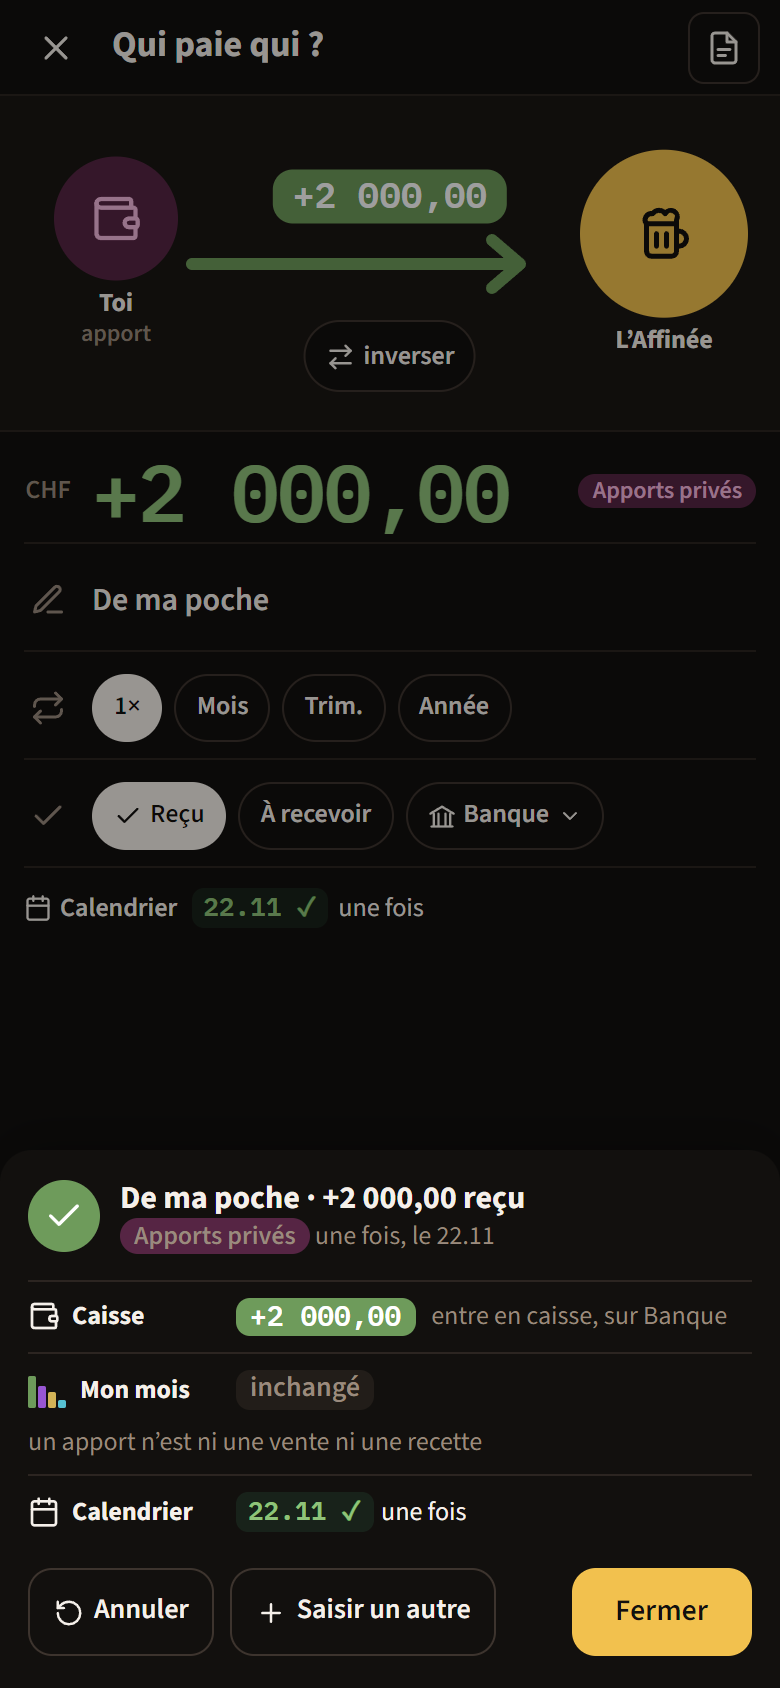 Qui paie qui ?
+2 000,00
Toi
apport
L’Affinée
inverser
CHF +2 000,00 Apports privés
De ma poche
1× Mois Trim. Année
Reçu À recevoir Banque
Calendrier 22.11 ✓ une fois
De ma poche · +2 000,00 reçu
Apports privés une fois, le 22.11
Caisse +2 000,00 entre en caisse, sur Banque
Mon mois inchangé
un apport n’est ni une vente ni une recette
Calendrier 22.11 ✓ une fois
Annuler + Saisir un autre Fermer